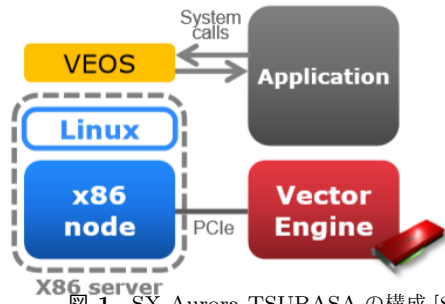 System
calls
VEOS
Application
Linux
x86
node
PCIe
Vector
Engine
X86 server
図 1 SX-Aurora TSUBASA の構成 [